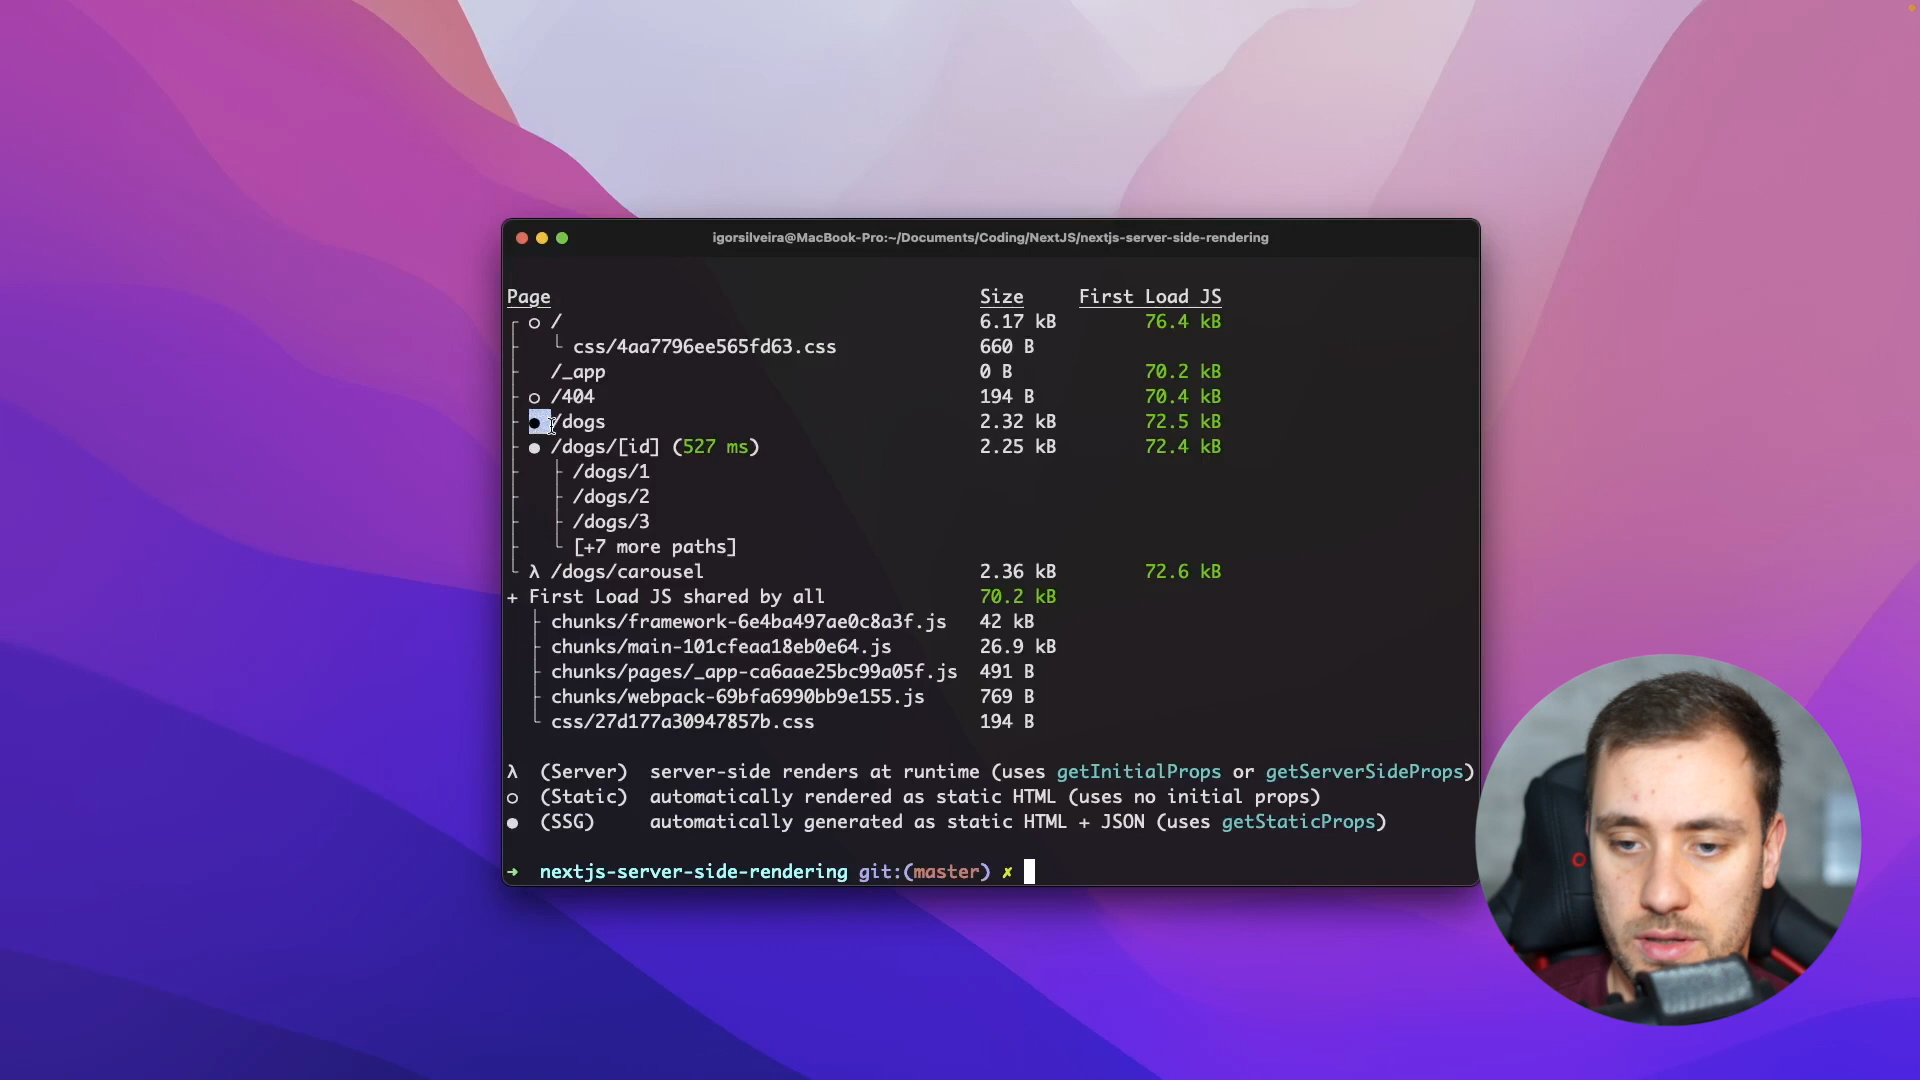 igorsilveira@MacBook-Pro:~/Documents/Coding/NextJS/nextjs-server-side-rendering
Page Size First Load JS
┌ ○ / 6.17 kB 76.4 kB
├ └ css/4aa7796ee565fd63.css 660 B
├ /_app 0 B 70.2 kB
├ ○ /404 194 B 70.4 kB
├ ● /dogs 2.32 kB 72.5 kB
├ ● /dogs/[id] (527 ms) 2.25 kB 72.4 kB
├ ├ /dogs/1
├ ├ /dogs/2
├ ├ /dogs/3
├ └ [+7 more paths]
└ λ /dogs/carousel 2.36 kB 72.6 kB
+ First Load JS shared by all 70.2 kB
├ chunks/framework-6e4ba497ae0c8a3f.js 42 kB
├ chunks/main-101cfeaa18eb0e64.js 26.9 kB
├ chunks/pages/_app-ca6aae25bc99a05f.js 491 B
├ chunks/webpack-69bfa6990bb9e155.js 769 B
└ css/27d177a30947857b.css 194 B
λ (Server) server-side renders at runtime (uses getInitialProps or getServerSideProps)
○ (Static) automatically rendered as static HTML (uses no initial props)
● (SSG) automatically generated as static HTML + JSON (uses getStaticProps)
➜ nextjs-server-side-rendering git:(master) ✗